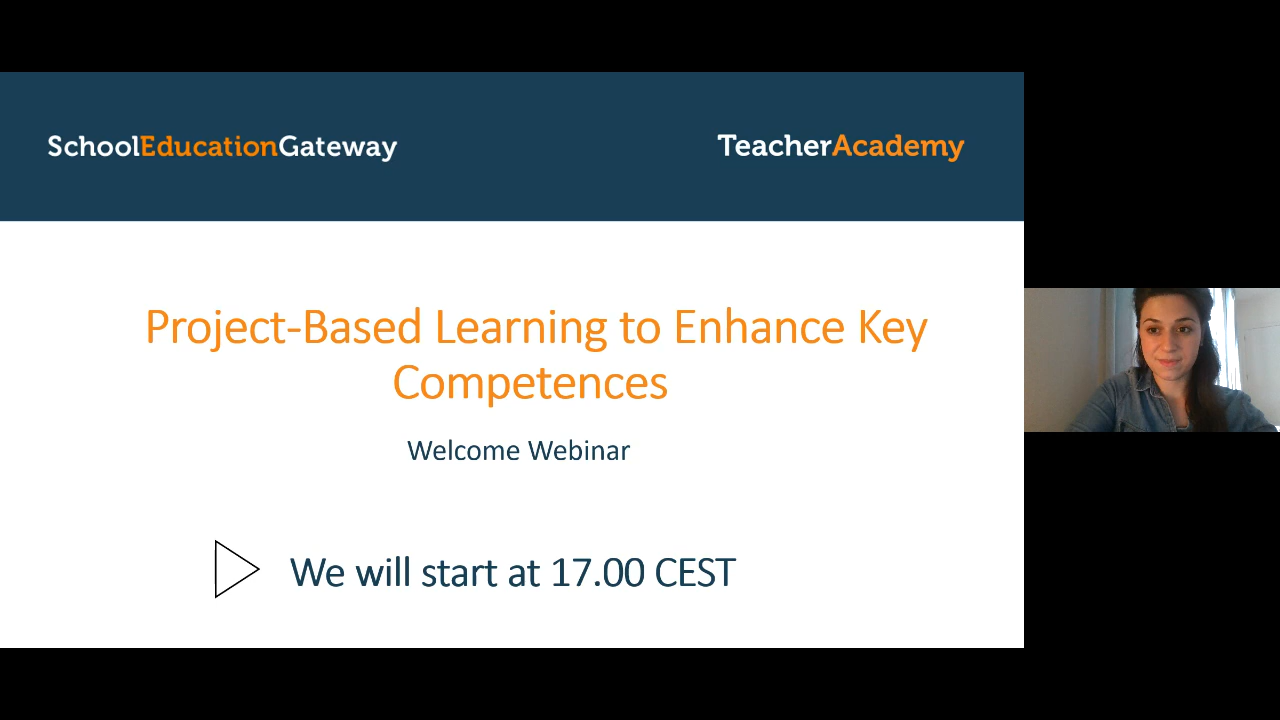 SchoolEducationGateway
TeacherAcademy
Project-Based Learning to Enhance Key
Competences
Welcome Webinar
We will start at 17.00 CEST